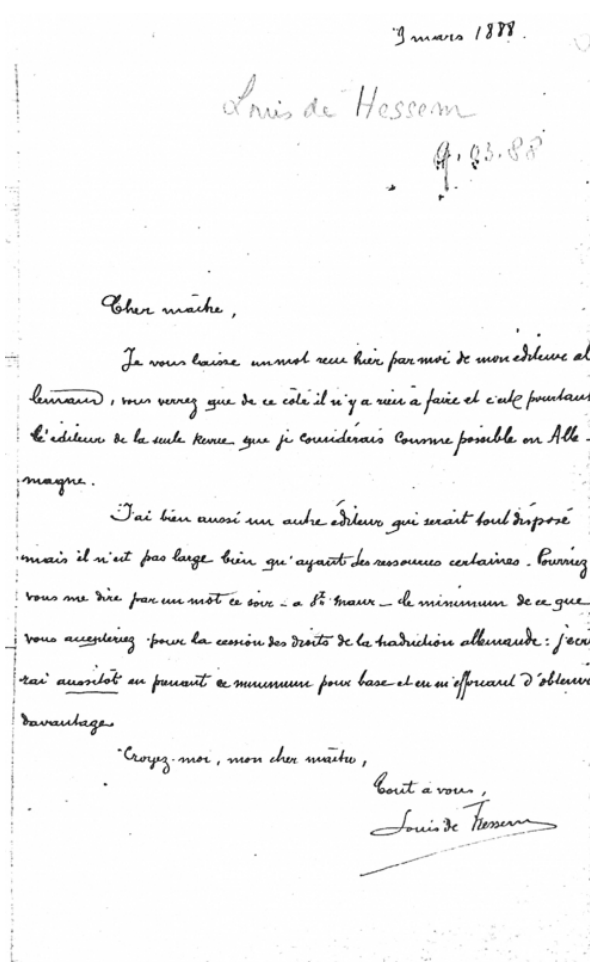 9 mars 1888.
Louis de Hessem
9.03.88
Cher maître,
Je vous laisse un mot reçu hier par moi de mon éditeur al
lemand, vous verrez que de ce côté il n'y a rien à faire et c'est pourtant
l'éditeur de la seule Revue que je considérais comme possible en Alle-
magne.
J'ai bien aussi un autre éditeur qui serait tout disposé
mais il n'est pas large bien qu'ayant des ressources certaines. Pourriez
vous me dire par un mot ce soir - a St. Maur - le minimum de ce que
vous accepteriez pour la cession des droits de la traduction allemande : j'écri
rai aussitôt en prenant ce minimum pour base et en m'efforçant d'obtenir
davantage.
Croyez-moi, mon cher maître,
Tout à vous,
Louis de Hessem